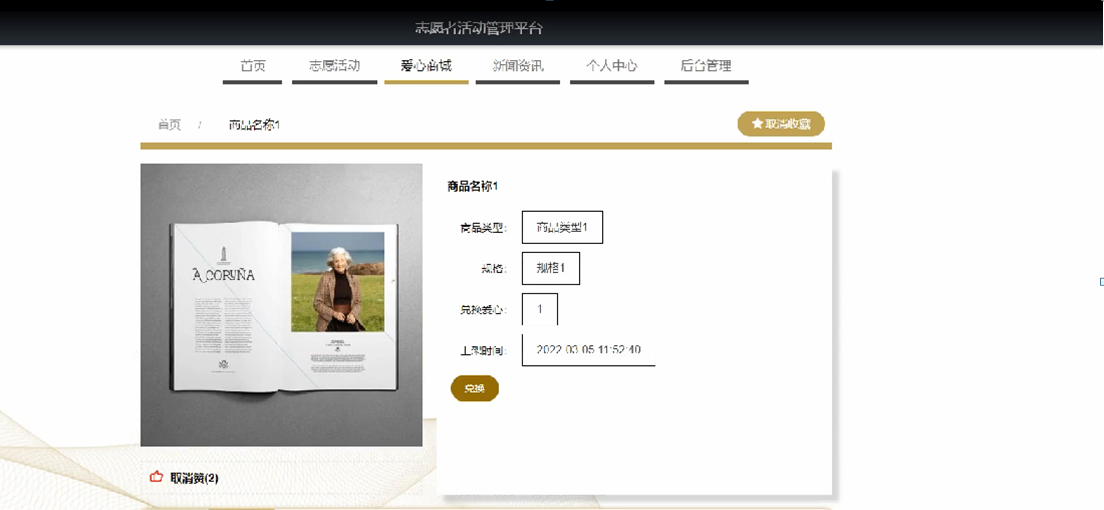 志愿者活动管理平台
首页 志愿活动 爱心商城 新闻资讯 个人中心 后台管理
首页 / 商品名称1
★取消收藏
商品名称1
商品类型: 商品类型1
规格: 规格1
兑换爱心: 1
上架时间: 2022-03-05 11:52:40
兑换
A CORUÑA
取消赞(2)